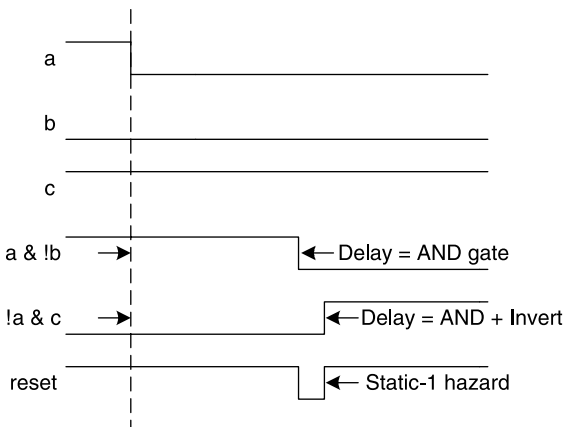 a
b
c
a & !b
Delay = AND gate
!a & c
Delay = AND + Invert
reset
Static-1 hazard